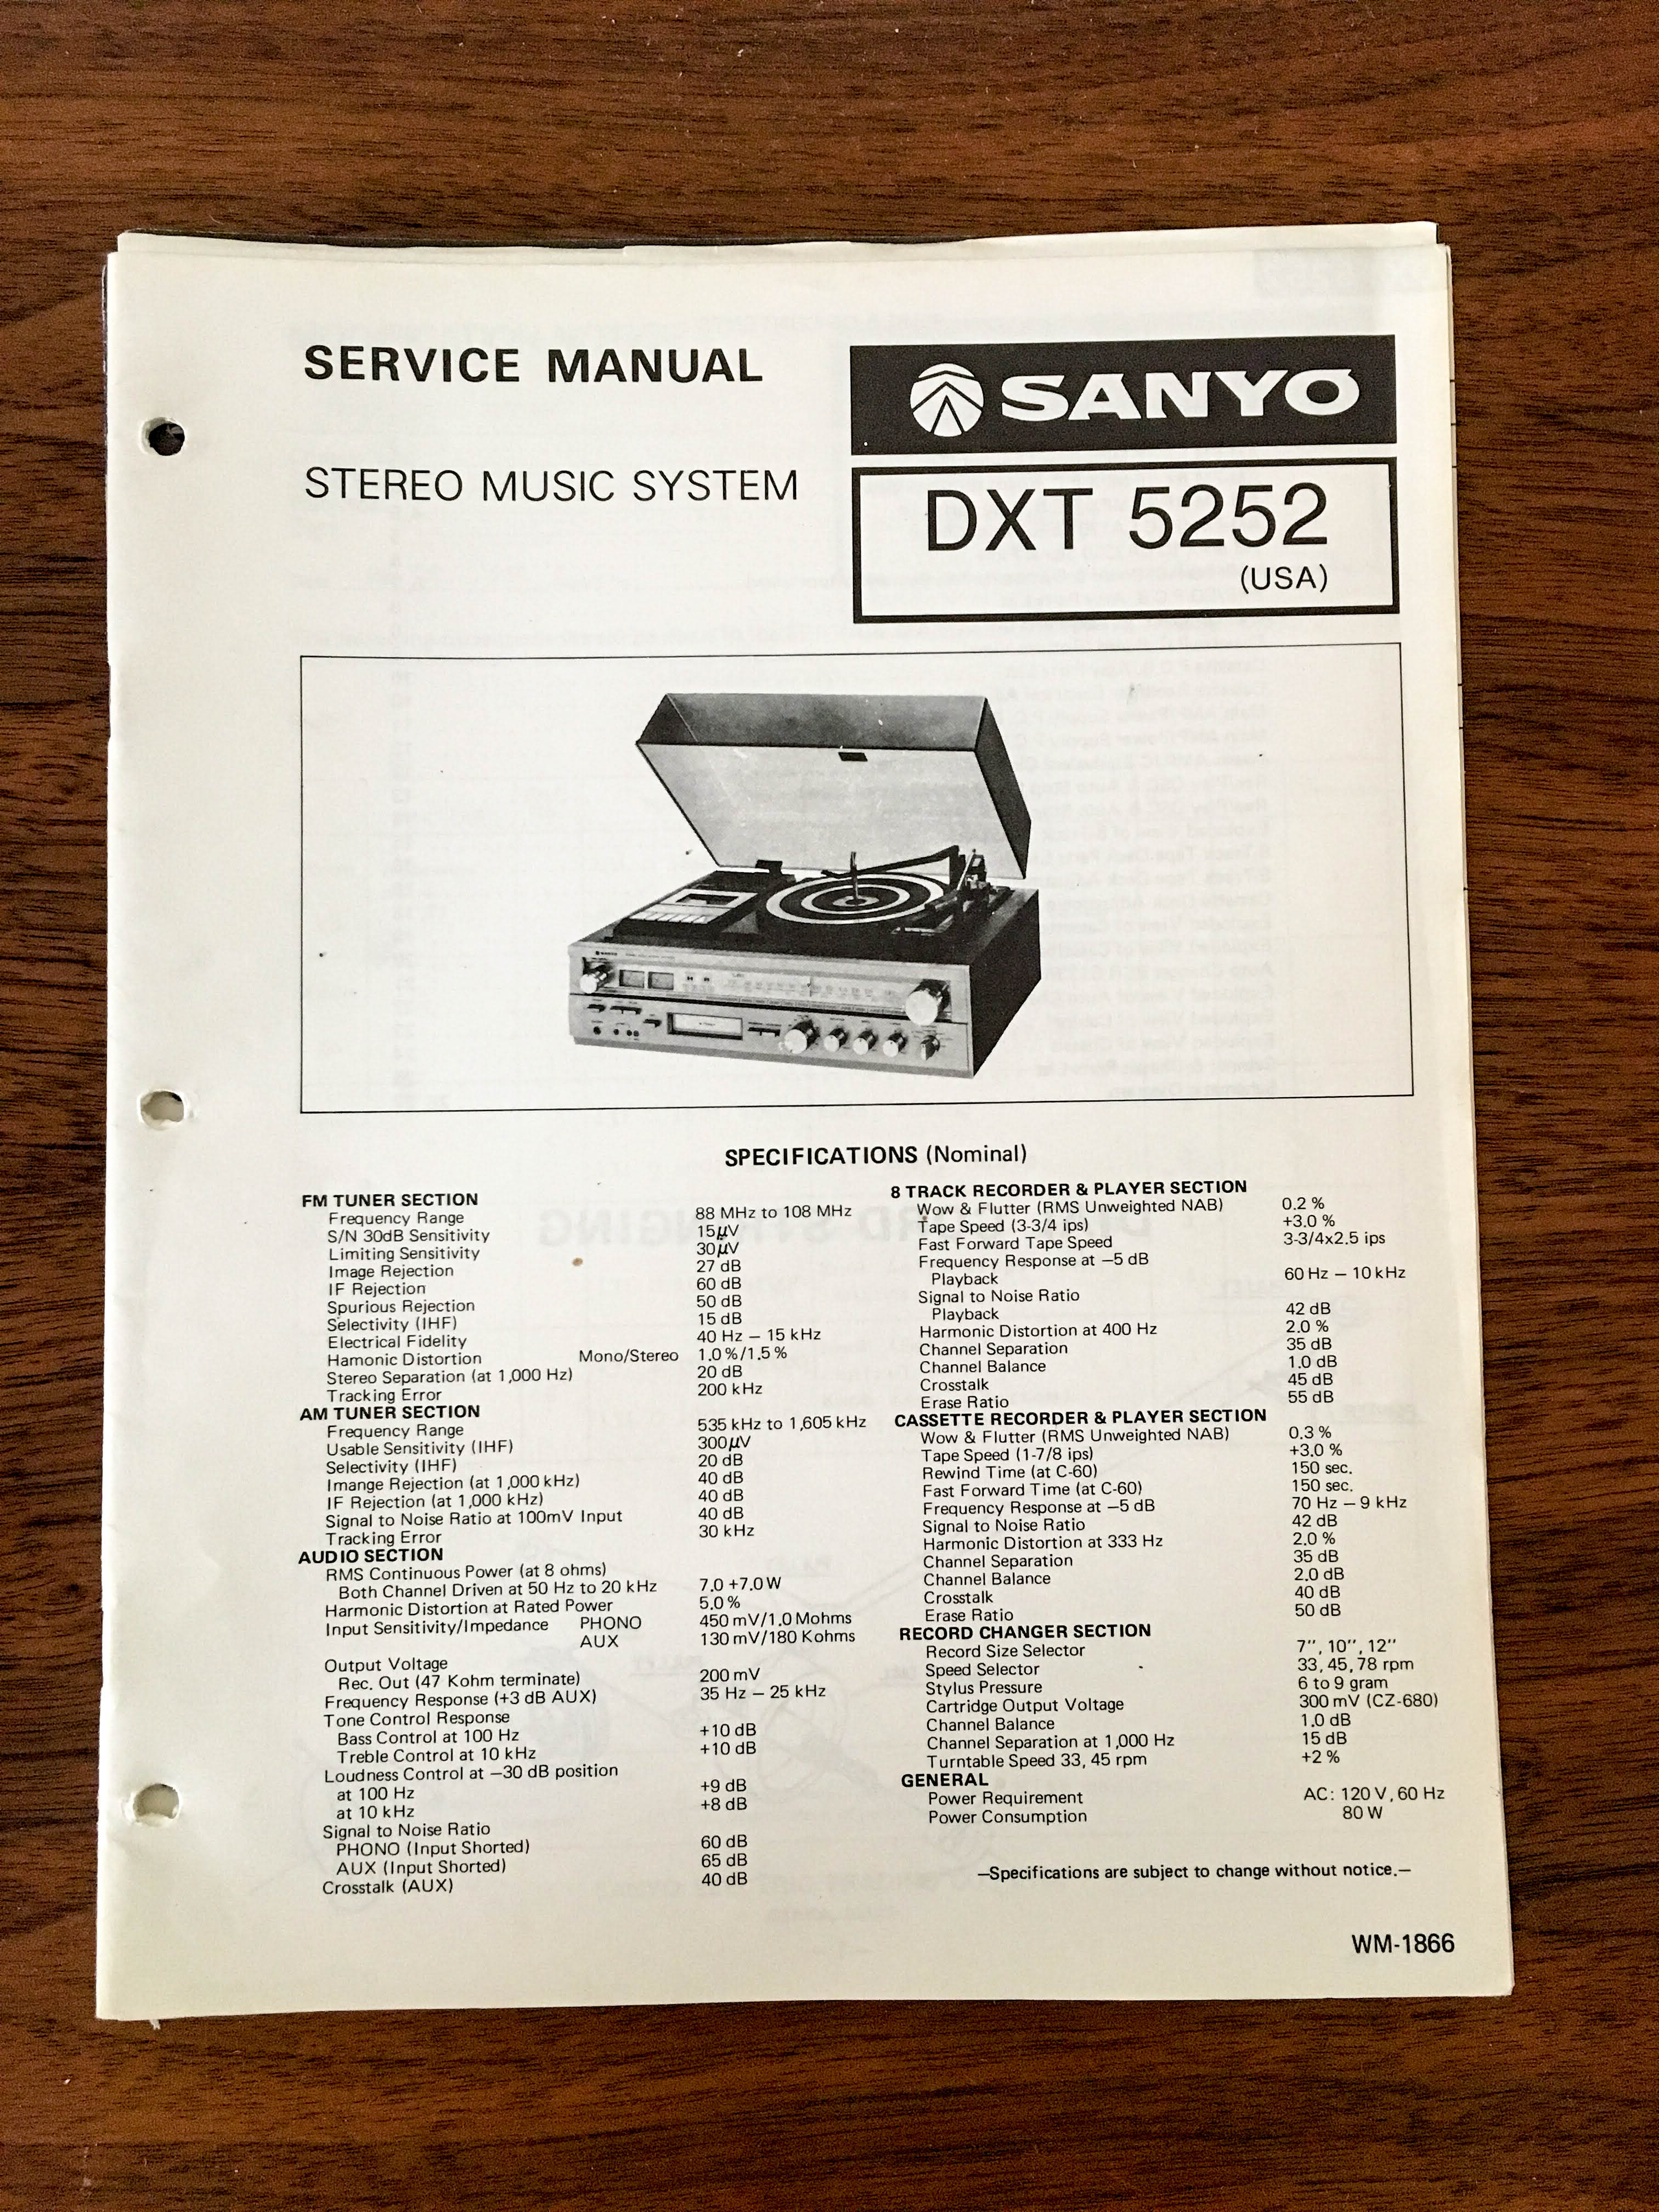 SERVICE MANUAL
SANYO
STEREO MUSIC SYSTEM
DXT 5252
(USA)
SPECIFICATIONS (Nominal)
FM TUNER SECTION
Frequency Range 88 MHz to 108 MHz
S/N 30dB Sensitivity 15μV
Limiting Sensitivity 30μV
Image Rejection 27 dB
IF Rejection 60 dB
Spurious Rejection 50 dB
Selectivity (IHF) 15 dB
Electrical Fidelity 40 Hz – 15 kHz
Hamonic Distortion Mono/Stereo 1.0%/1.5%
Stereo Separation (at 1,000 Hz) 20 dB
Tracking Error 200 kHz
AM TUNER SECTION
Frequency Range 535 kHz to 1,605 kHz
Usable Sensitivity (IHF) 300μV
Selectivity (IHF) 20 dB
Imange Rejection (at 1,000 kHz) 40 dB
IF Rejection (at 1,000 kHz) 40 dB
Signal to Noise Ratio at 100mV Input 40 dB
Tracking Error 30 kHz
AUDIO SECTION
RMS Continuous Power (at 8 ohms)
Both Channel Driven at 50 Hz to 20 kHz 7.0 +7.0W
Harmonic Distortion at Rated Power 5.0%
Input Sensitivity/Impedance PHONO 450 mV/1.0 Mohms
AUX 130 mV/180 Kohms
Output Voltage
Rec. Out (47 Kohm terminate) 200 mV
Frequency Response (+3 dB AUX) 35 Hz – 25 kHz
Tone Control Response
Bass Control at 100 Hz +10 dB
Treble Control at 10 kHz +10 dB
Loudness Control at –30 dB position
at 100 Hz +9 dB
at 10 kHz +8 dB
Signal to Noise Ratio
PHONO (Input Shorted) 60 dB
AUX (Input Shorted) 65 dB
Crosstalk (AUX) 40 dB
8 TRACK RECORDER & PLAYER SECTION
Wow & Flutter (RMS Unweighted NAB) 0.2 %
Tape Speed (3-3/4 ips) +3.0 %
Fast Forward Tape Speed 3-3/4x2.5 ips
Frequency Response at –5 dB
Playback 60 Hz – 10 kHz
Signal to Noise Ratio
Playback 42 dB
Harmonic Distortion at 400 Hz 2.0 %
Channel Separation 35 dB
Channel Balance 1.0 dB
Crosstalk 45 dB
Erase Ratio 55 dB
CASSETTE RECORDER & PLAYER SECTION
Wow & Flutter (RMS Unweighted NAB) 0.3 %
Tape Speed (1-7/8 ips) +3.0 %
Rewind Time (at C-60) 150 sec.
Fast Forward Time (at C-60) 150 sec.
Frequency Response at –5 dB 70 Hz – 9 kHz
Signal to Noise Ratio 42 dB
Harmonic Distortion at 333 Hz 2.0 %
Channel Separation 35 dB
Channel Balance 2.0 dB
Crosstalk 40 dB
Erase Ratio 50 dB
RECORD CHANGER SECTION
Record Size Selector 7'', 10'', 12''
Speed Selector 33, 45, 78 rpm
Stylus Pressure 6 to 9 gram
Cartridge Output Voltage 300 mV (CZ-680)
Channel Balance 1.0 dB
Channel Separation at 1,000 Hz 15 dB
Turntable Speed 33, 45 rpm +2 %
GENERAL
Power Requirement AC: 120 V, 60 Hz
Power Consumption 80 W
–Specifications are subject to change without notice.–
WM-1866